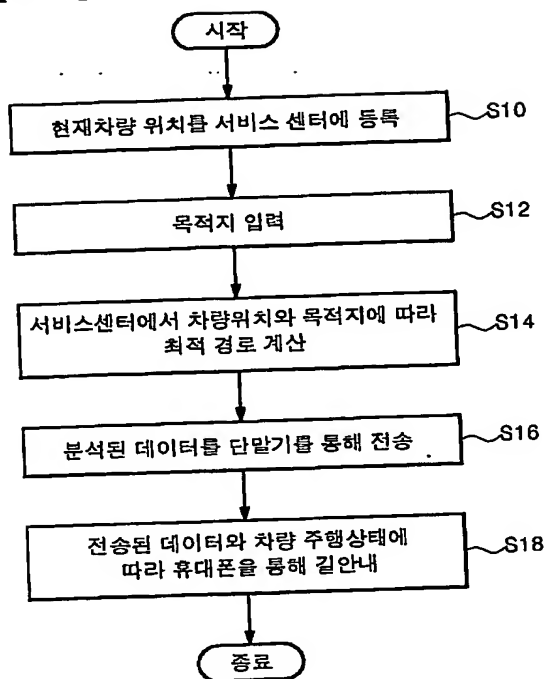 시작
현재차량 위치를 서비스 센터에 등록
S10
목적지 입력
S12
서비스센터에서 차량위치와 목적지에 따라
최적 경로 계산
S14
분석된 데이터를 단말기를 통해 전송
S16
전송된 데이터와 차량 주행상태에
따라 휴대폰을 통해 길안내
S18
종료